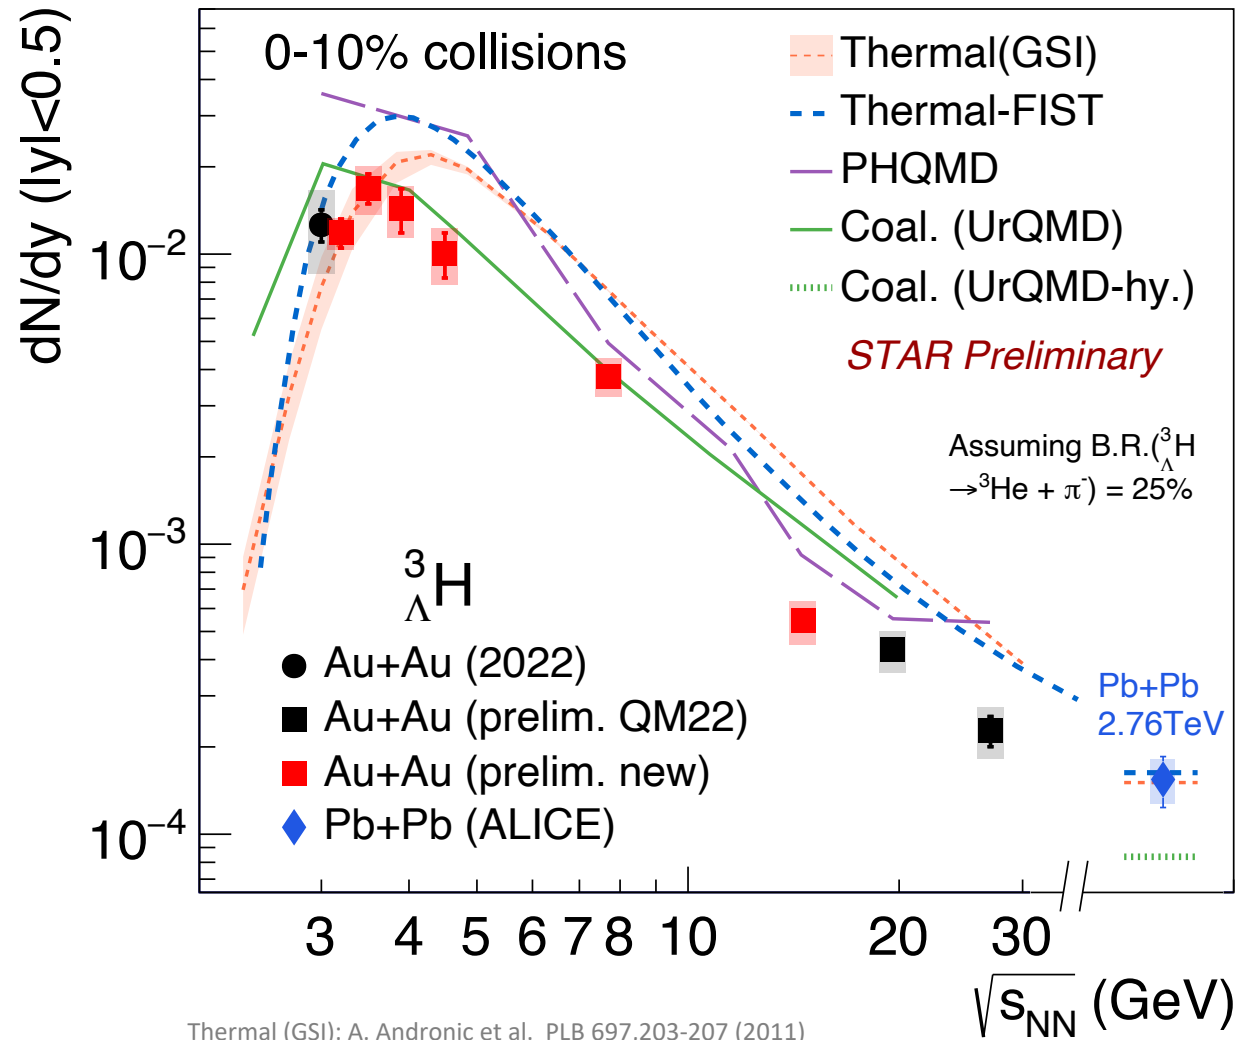 dN/dy (|y|<0.5)
0-10% collisions
Thermal(GSI)
Thermal-FIST
PHQMD
Coal. (UrQMD)
Coal. (UrQMD-hy.)
STAR Preliminary
Assuming B.R.(³ΛH
→³He + π⁻) = 25%
10⁻²
10⁻³
10⁻⁴
³ΛH
Au+Au (2022)
Au+Au (prelim. QM22)
Au+Au (prelim. new)
Pb+Pb (ALICE)
Pb+Pb
2.76TeV
3 4 5 6 7 8 10 20 30
√sNN (GeV)
Thermal (GSI): A. Andronic et al. PLB 697.203-207 (2011)